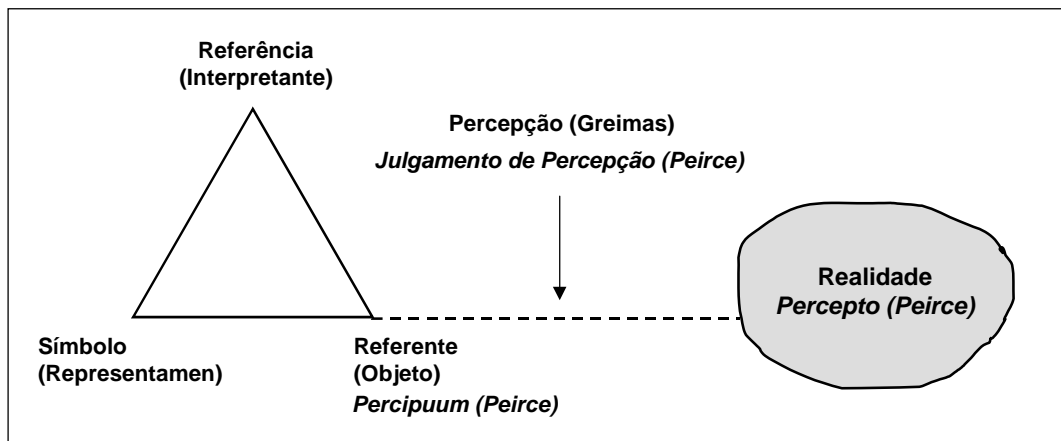 Referência
(Interpretante)
Percepção (Greimas)
Julgamento de Percepção (Peirce)
Realidade
Percepto (Peirce)
Símbolo
(Representamen)
Referente
(Objeto)
Percipuum (Peirce)